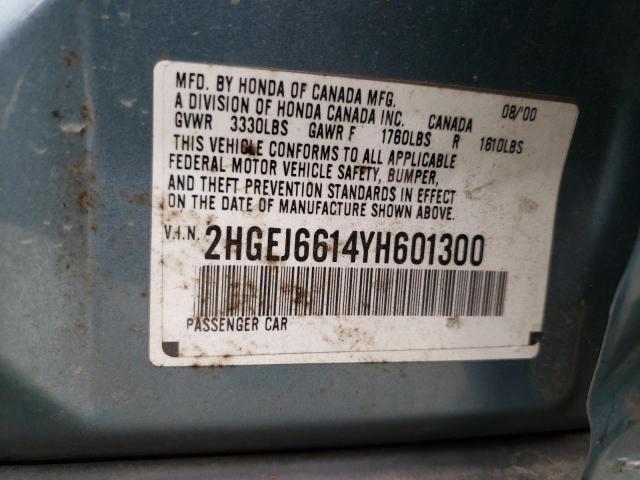 MFD. BY HONDA OF CANADA MFG.
A DIVISION OF HONDA CANADA INC. CANADA 08/'00
GVWR 3330LBS GAWR F 1760LBS R 1610LBS
THIS VEHICLE CONFORMS TO ALL APPLICABLE
FEDERAL MOTOR VEHICLE SAFETY, BUMPER,
AND THEFT PREVENTION STANDARDS IN EFFECT
ON THE DATE OF MANUFACTURE SHOWN ABOVE.
V.I.N. 2HGEJ6614YH601300
PASSENGER CAR